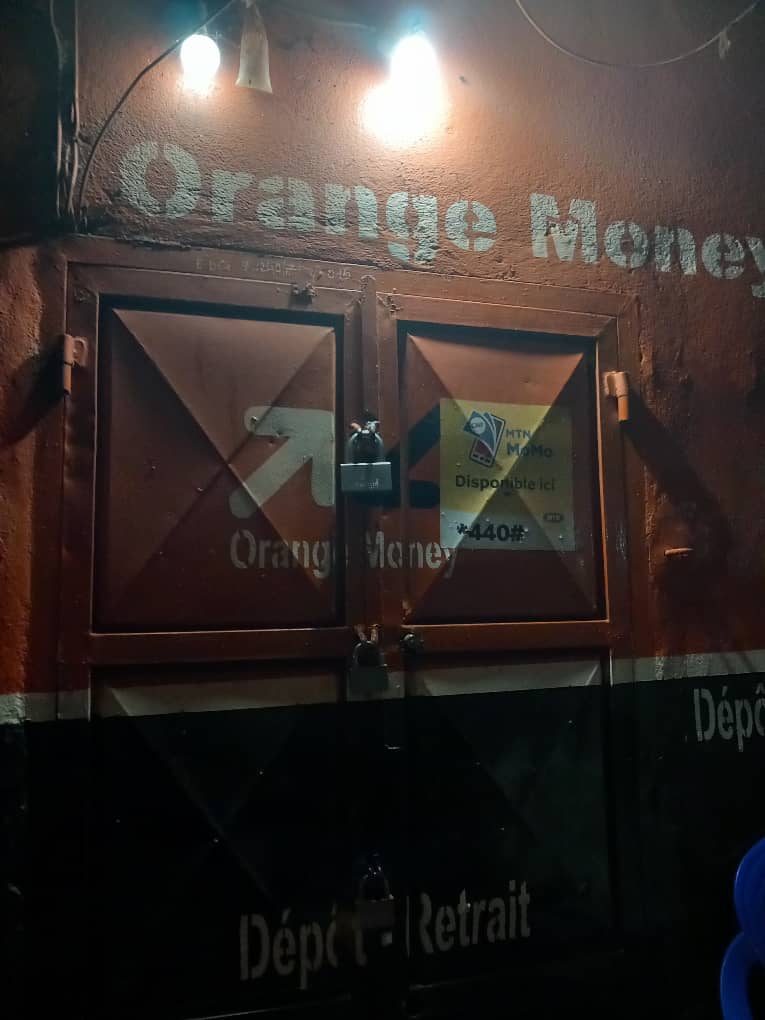 Orange Money
MTN
MoMo
Disponible ici
*440#
Orange Money
Dépô
Dépôt - Retrait